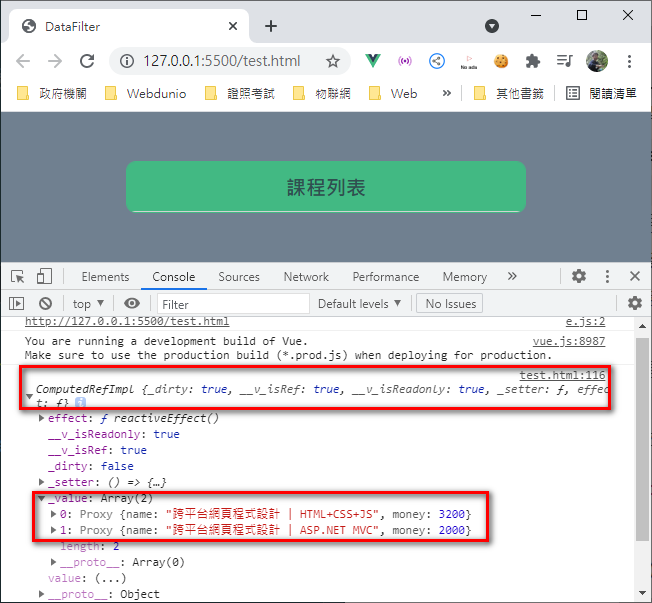 DataFilter
127.0.0.1:5500/test.html
No ads
政府機關
Webdunio
證照考試
物聯網
Web
»
其他書籤
閱讀清單
課程列表
Elements Console Sources Network Performance Memory »
top Filter Default levels No Issues
http://127.0.0.1:5500/test.html e.js:2
You are running a development build of Vue. vue.js:8987
Make sure to use the production build (*.prod.js) when deploying for production.
test.html:116
ComputedRefImpl {_dirty: true, __v_isRef: true, __v_isReadonly: true, _setter: ƒ, effec
t: ƒ} i
effect: ƒ reactiveEffect()
__v_isReadonly: true
__v_isRef: true
_dirty: false
_setter: () => {…}
_value: Array(2)
0: Proxy {name: "跨平台網頁程式設計 | HTML+CSS+JS", money: 3200}
1: Proxy {name: "跨平台網頁程式設計 | ASP.NET MVC", money: 2000}
length: 2
__proto__: Array(0)
value: (...)
__proto__: Object